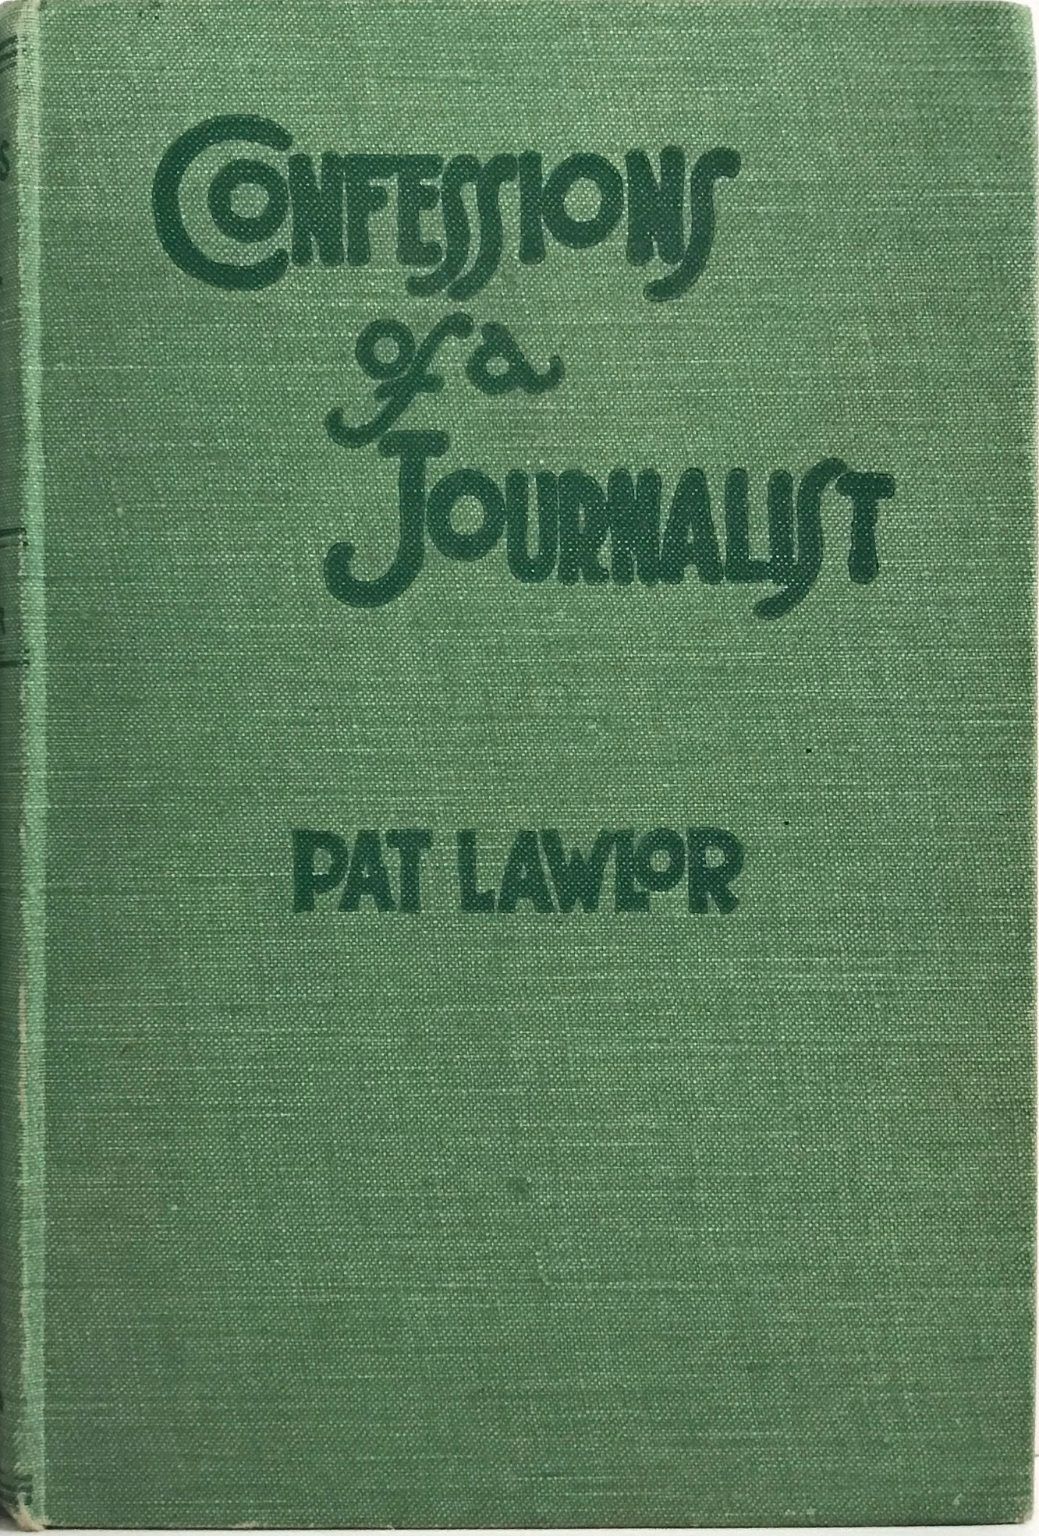 CONFESSIONS
of a
JOURNALIST
PAT LAWLOR